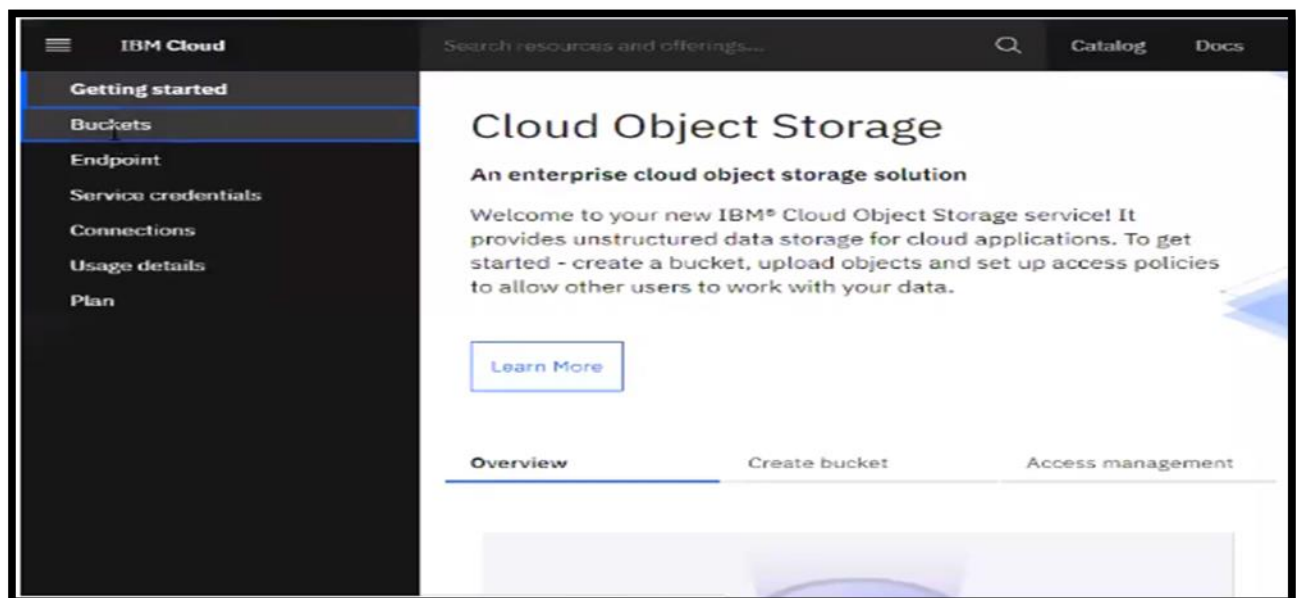 IBM Cloud
Search resources and offerings...
Catalog
Docs
Getting started
Buckets
Endpoint
Service credentials
Connections
Usage details
Plan
Cloud Object Storage
An enterprise cloud object storage solution
Welcome to your new IBM® Cloud Object Storage service! It
provides unstructured data storage for cloud applications. To get
started - create a bucket, upload objects and set up access policies
to allow other users to work with your data.
Learn More
Overview
Create bucket
Access management